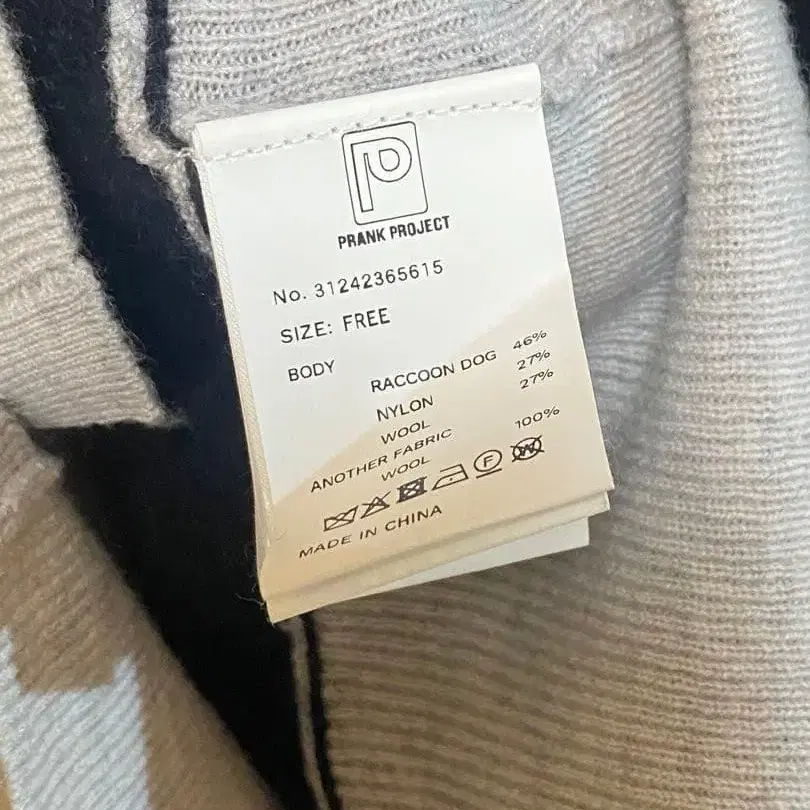 P
PRANK PROJECT
No. 31242365615
SIZE: FREE
BODY
RACCOON DOG 46%
NYLON 27%
WOOL 27%
ANOTHER FABRIC
WOOL 100%
F W
MADE IN CHINA